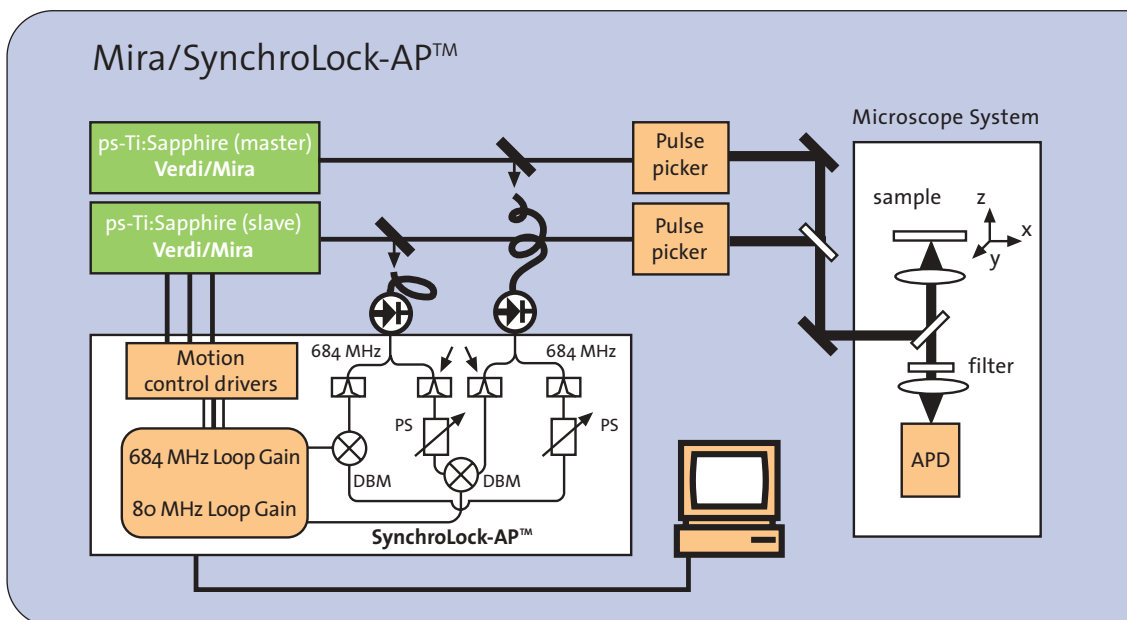 Mira/SynchroLock-AP™
Microscope System
ps-Ti:Sapphire (master)
Verdi/Mira
Pulse
picker
ps-Ti:Sapphire (slave)
Verdi/Mira
Pulse
picker
sample
z
x
y
684 MHz
684 MHz
Motion
control drivers
filter
PS
PS
684 MHz Loop Gain
DBM
DBM
APD
80 MHz Loop Gain
SynchroLock-AP™